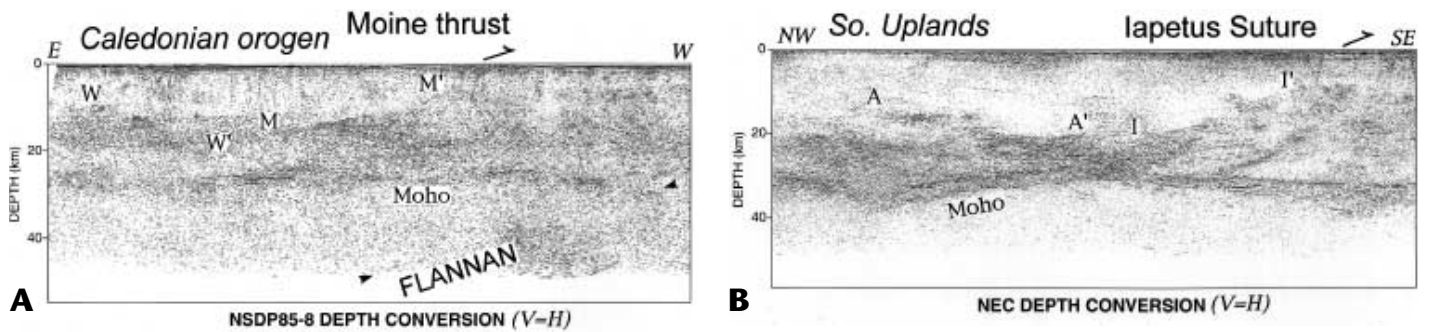 Caledonian orogen Moine thrust
E W
0
W M'
M
W'
20
DEPTH (km)
Moho
40
FLANNAN
A
NSDP85-8 DEPTH CONVERSION (V=H)
So. Uplands Iapetus Suture
NW SE
0
A I'
A' I
20
DEPTH (km)
Moho
40
B
NEC DEPTH CONVERSION (V=H)